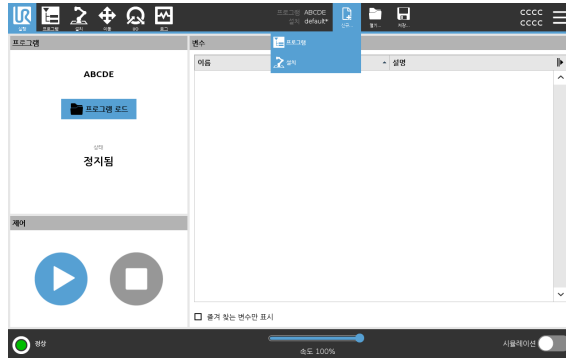 UR
실행 프로그램 설치 이동 I/O 로그
프로그램 ABCDE
설치 default*
신규... 열기... 저장...
CCCC
CCCC
프로그램
설치
프로그램
ABCDE
프로그램 로드
상태
정지됨
변수
이름 설명
제어
즐겨 찾는 변수만 표시
정상
속도 100%
시뮬레이션